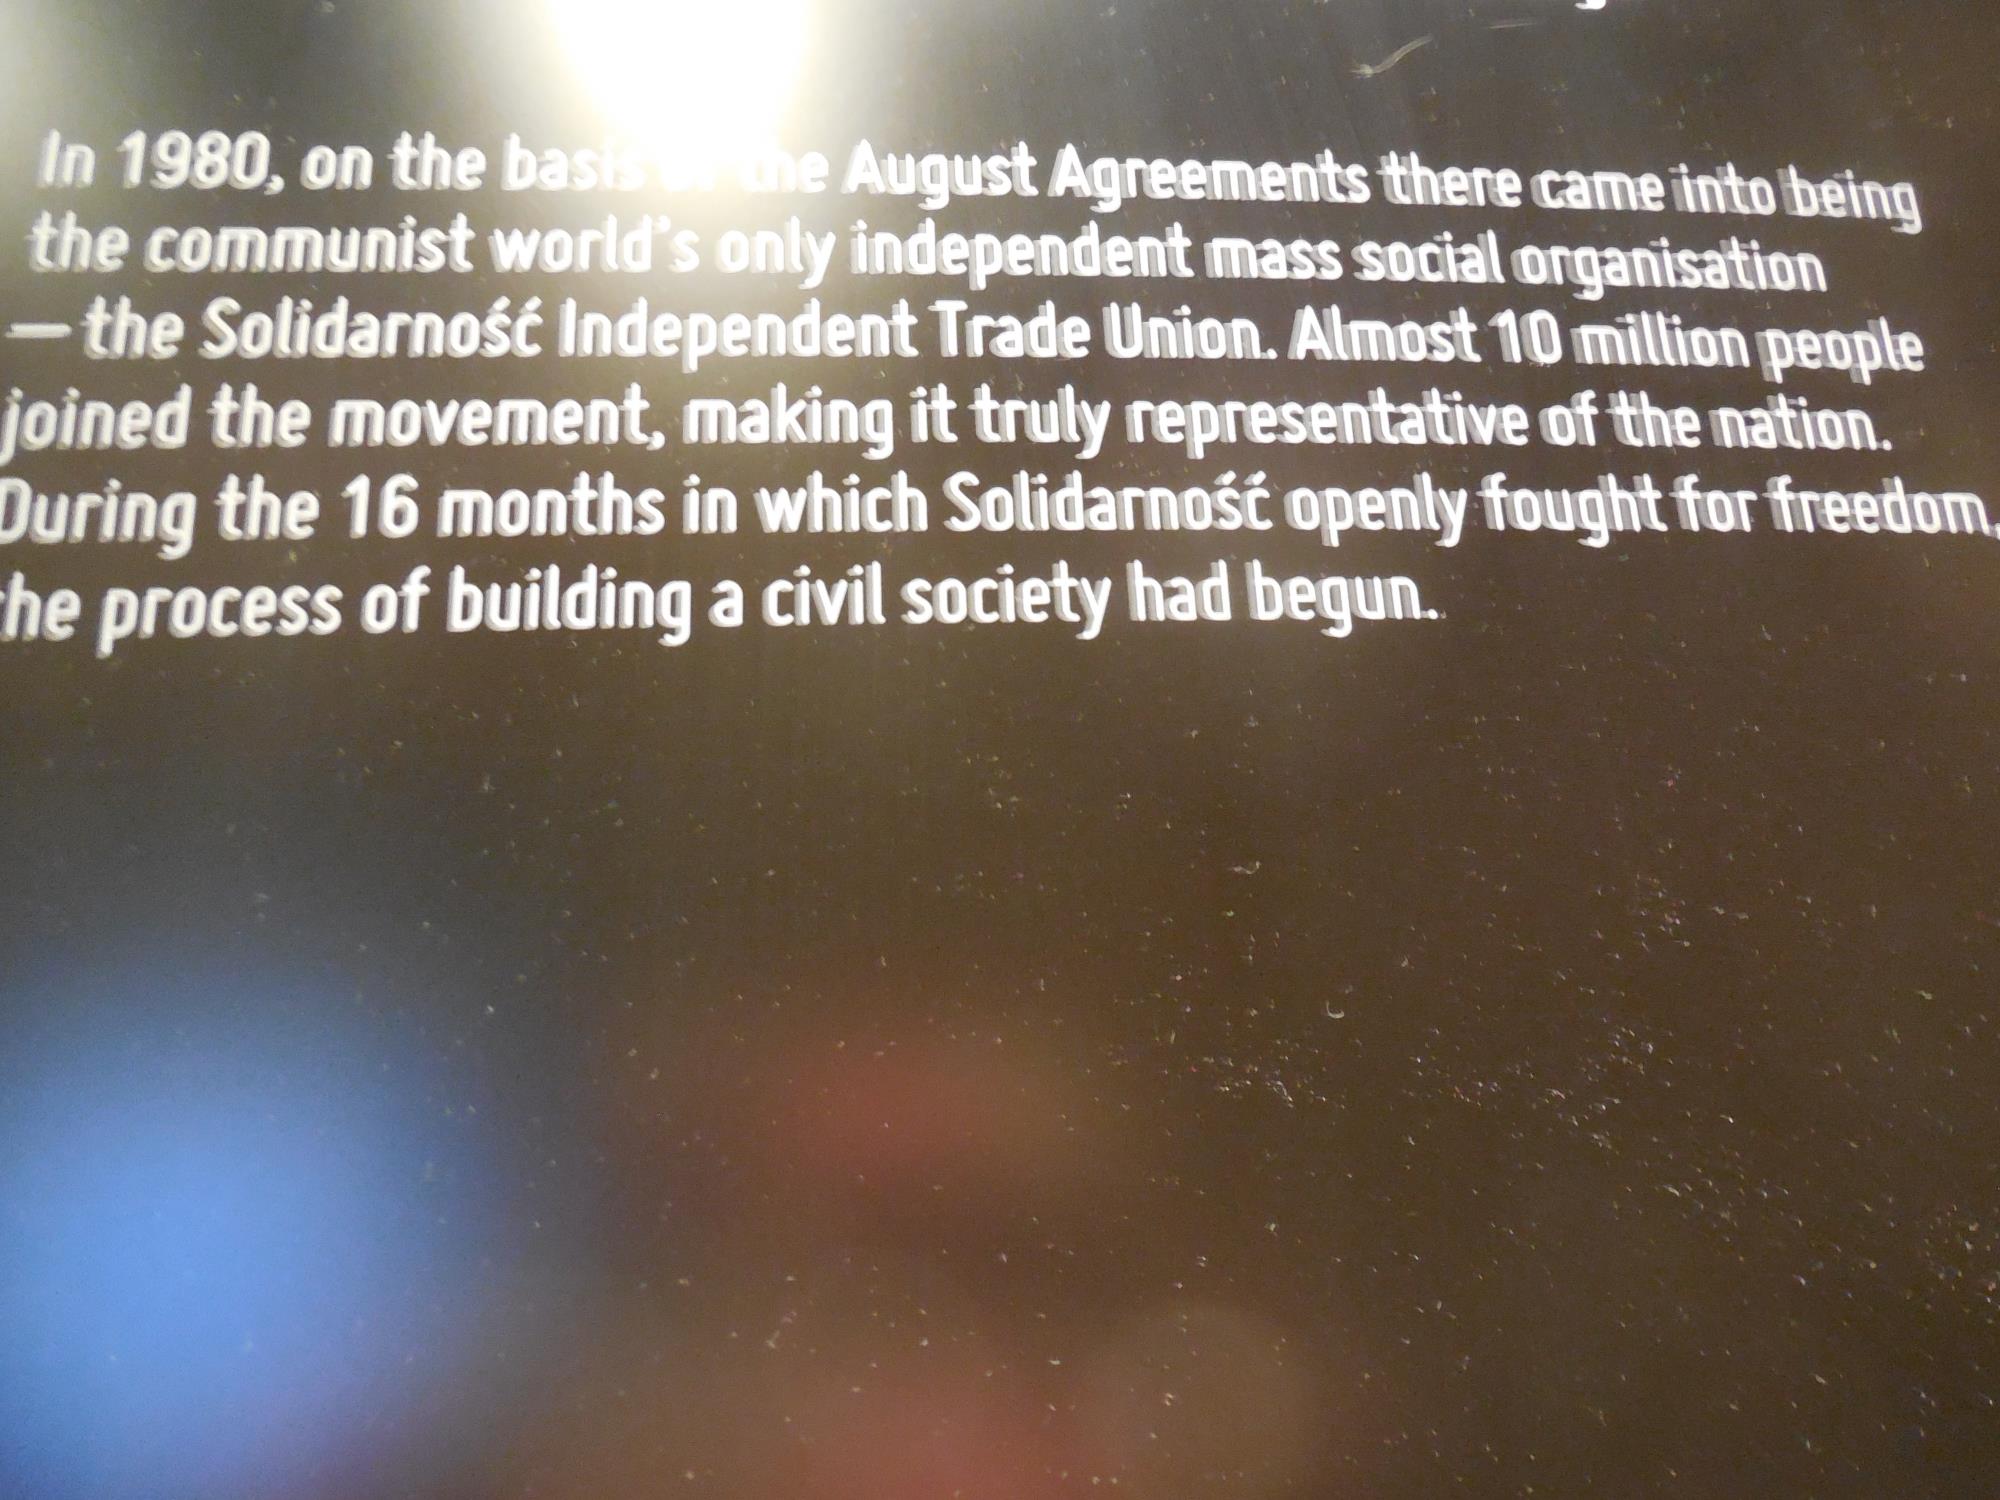 In 1980, on the basis the August Agreements there came into being
the communist world's only independent mass social organisation
– the Solidarność Independent Trade Union. Almost 10 million people
joined the movement, making it truly representative of the nation.
During the 16 months in which Solidarność openly fought for freedom,
the process of building a civil society had begun.